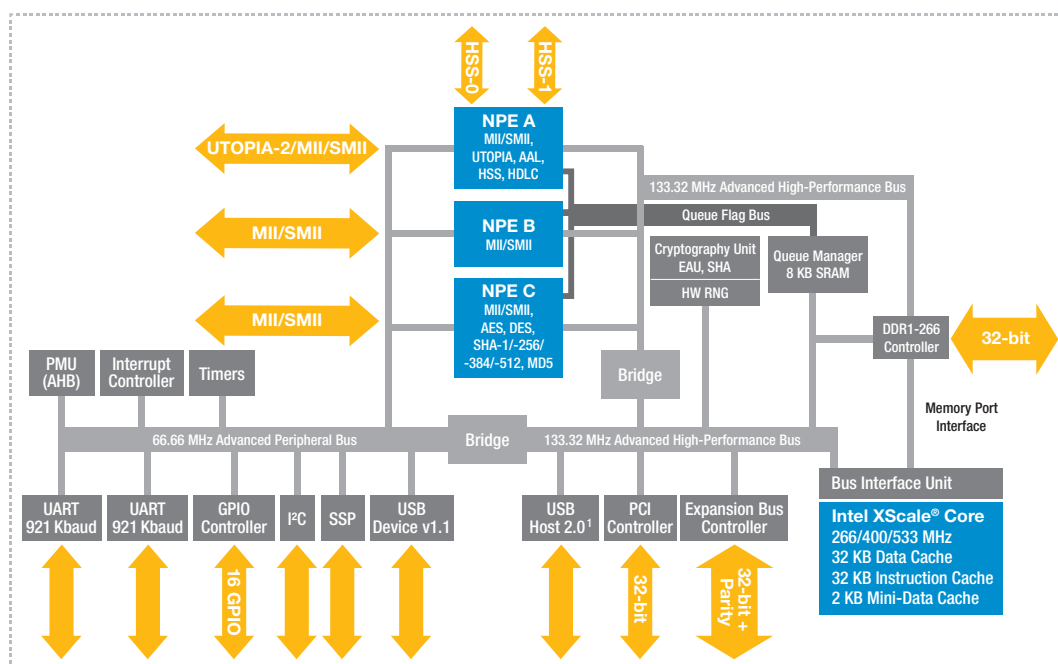 HSS-0
HSS-1
NPE A
MII/SMII,
UTOPIA, AAL,
HSS, HDLC
UTOPIA-2/MII/SMII
133.32 MHz Advanced High-Performance Bus
Queue Flag Bus
NPE B
MII/SMII
MII/SMII
Cryptography Unit
EAU, SHA
HW RNG
Queue Manager
8 KB SRAM
NPE C
MII/SMII,
AES, DES,
SHA-1/-256/
-384/-512, MD5
MII/SMII
DDR1-266
Controller
32-bit
PMU
(AHB)
Interrupt
Controller
Timers
Bridge
Memory Port
Interface
66.66 MHz Advanced Peripheral Bus
Bridge
133.32 MHz Advanced High-Performance Bus
Bus Interface Unit
UART
921 Kbaud
UART
921 Kbaud
GPIO
Controller
I²C
SSP
USB
Device v1.1
USB
Host 2.0¹
PCI
Controller
Expansion Bus
Controller
Intel XScale® Core
266/400/533 MHz
32 KB Data Cache
32 KB Instruction Cache
2 KB Mini-Data Cache
16 GPIO
32-bit
32-bit +
Parity